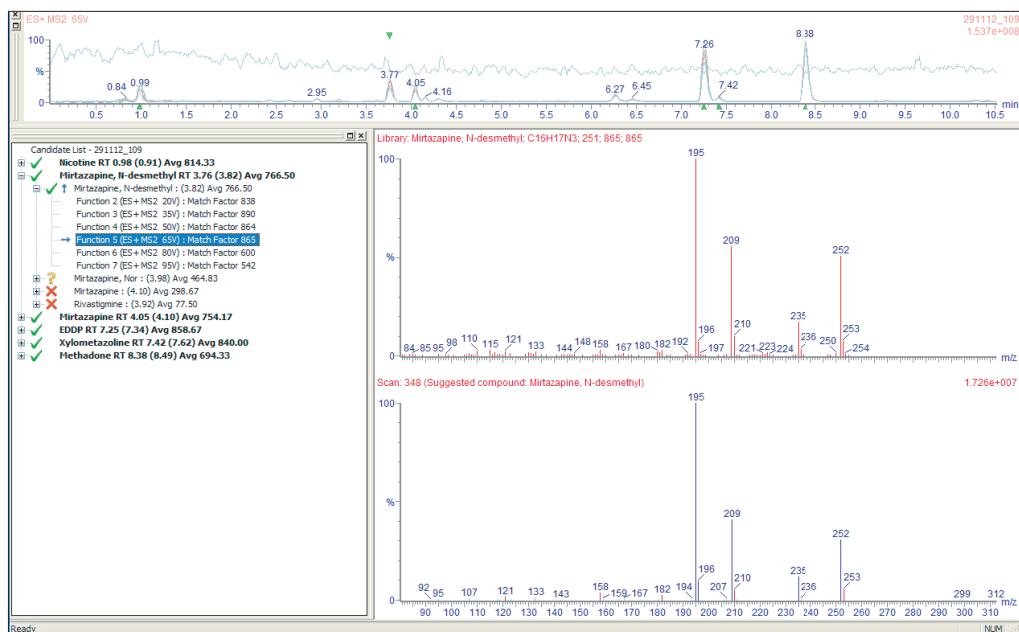 ES+ MS2 65V
291112_109
1.537e+008
100
%
0
0.84
0.99
2.95
3.77
4.05
4.16
6.27
6.45
7.26
7.42
8.38
0.5 1.0 1.5 2.0 2.5 3.0 3.5 4.0 4.5 5.0 5.5 6.0 6.5 7.0 7.5 8.0 8.5 9.0 9.5 10.0 10.5
min
Candidate List - 291112_109
Nicotine RT 0.98 (0.91) Avg 814.33
Mirtazapine, N-desmethyl RT 3.76 (3.82) Avg 766.50
Mirtazapine, N-desmethyl : (3.82) Avg 766.50
Function 2 (ES+ MS2 20V) : Match Factor 838
Function 3 (ES+ MS2 35V) : Match Factor 890
Function 4 (ES+ MS2 50V) : Match Factor 864
Function 5 (ES+ MS2 65V) : Match Factor 865
Function 6 (ES+ MS2 80V) : Match Factor 600
Function 7 (ES+ MS2 95V) : Match Factor 542
Mirtazapine, Nor : (3.98) Avg 464.83
Mirtazapine : (4.10) Avg 298.67
Rivastigmine : (3.92) Avg 77.50
Mirtazapine RT 4.05 (4.10) Avg 754.17
EDDP RT 7.25 (7.34) Avg 858.67
Xylometazoline RT 7.42 (7.62) Avg 840.00
Methadone RT 8.38 (8.49) Avg 694.33
Library: Mirtazapine, N-desmethyl; C16H17N3; 251; 865; 865
100
%
0
84 85 95 98 110 115 121 133 144 148 158 167 180 182 192 195 196 197 209 210 221 223 224 235 236 250 252 253 254
m/z
Scan: 348 (Suggested compound: Mirtazapine, N-desmethyl)
1.726e+007
100
%
0
92 95 107 121 133 143 158 159 167 182 194 195 196 207 209 210 235 236 252 253 299 312
90 100 110 120 130 140 150 160 170 180 190 200 210 220 230 240 250 260 270 280 290 300 310
m/z
Ready
NUM